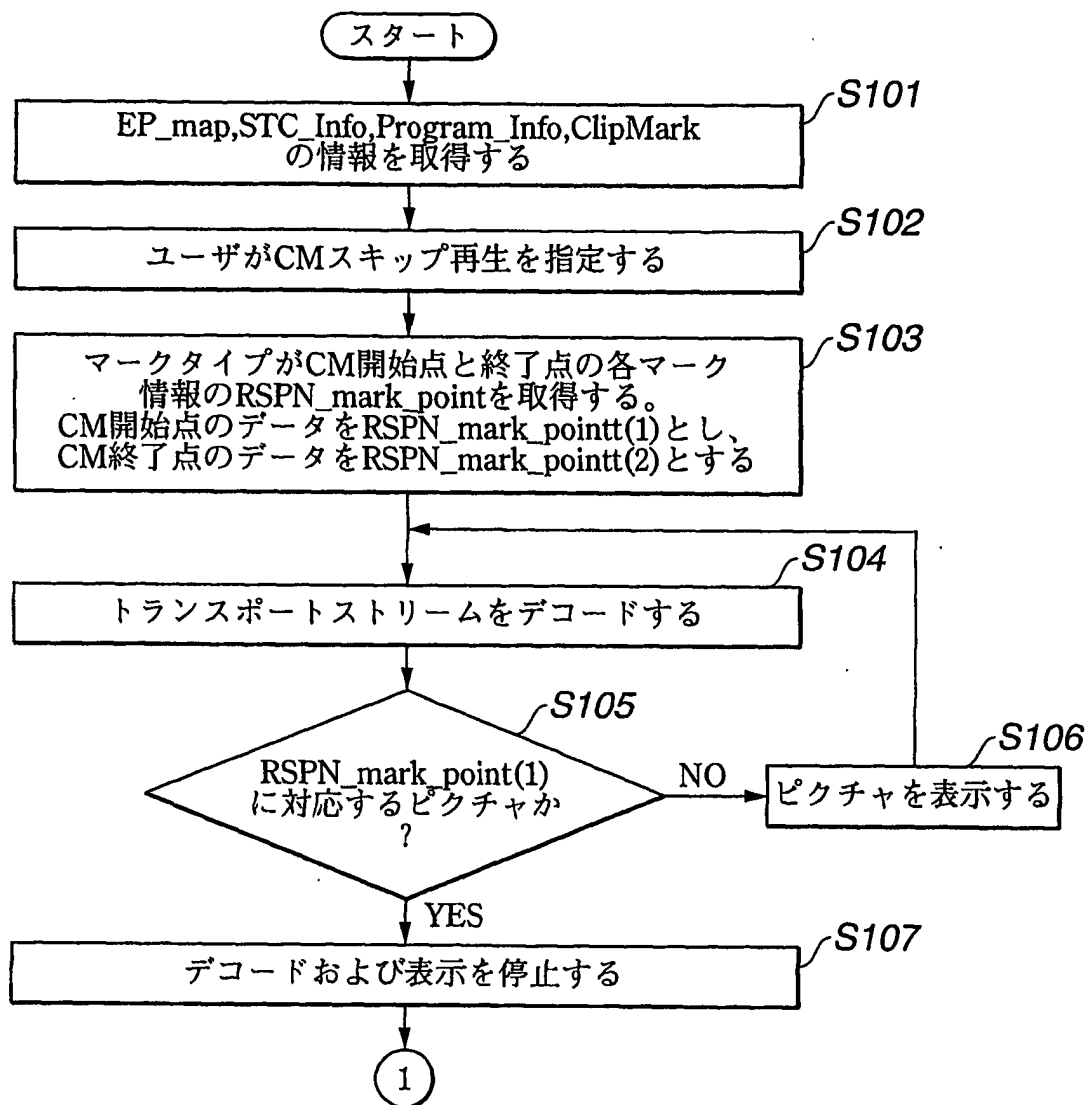 スタート
S101
EP_map,STC_Info,Program_Info,ClipMark
の情報を取得する
S102
ユーザがCMスキップ再生を指定する
S103
マークタイプがCM開始点と終了点の各マーク
情報のRSPN_mark_pointを取得する。
CM開始点のデータをRSPN_mark_pointt(1)とし、
CM終了点のデータをRSPN_mark_pointt(2)とする
S104
トランスポートストリームをデコードする
S105
RSPN_mark_point(1)
に対応するピクチャか
?
NO
S106
ピクチャを表示する
YES
S107
デコードおよび表示を停止する
1